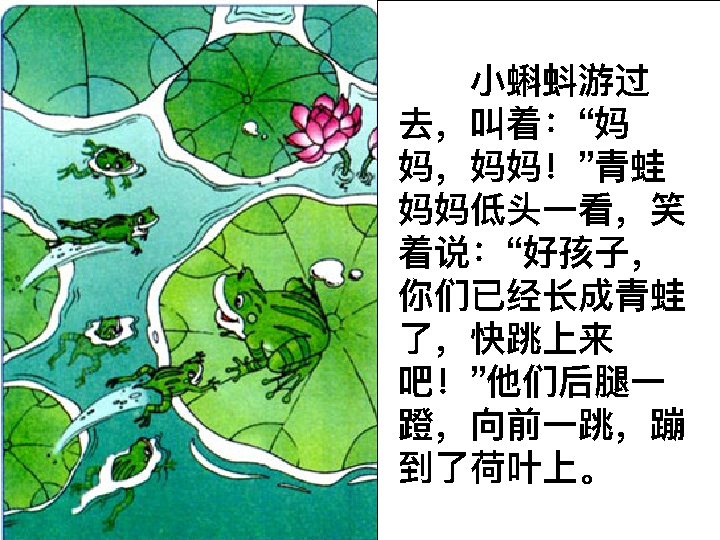 小蝌蚪游过
去，叫着：“妈
妈，妈妈！”青蛙
妈妈低头一看，笑
着说：“好孩子，
你们已经长成青蛙
了，快跳上来
吧！”他们后腿一
蹬，向前一跳，蹦
到了荷叶上。